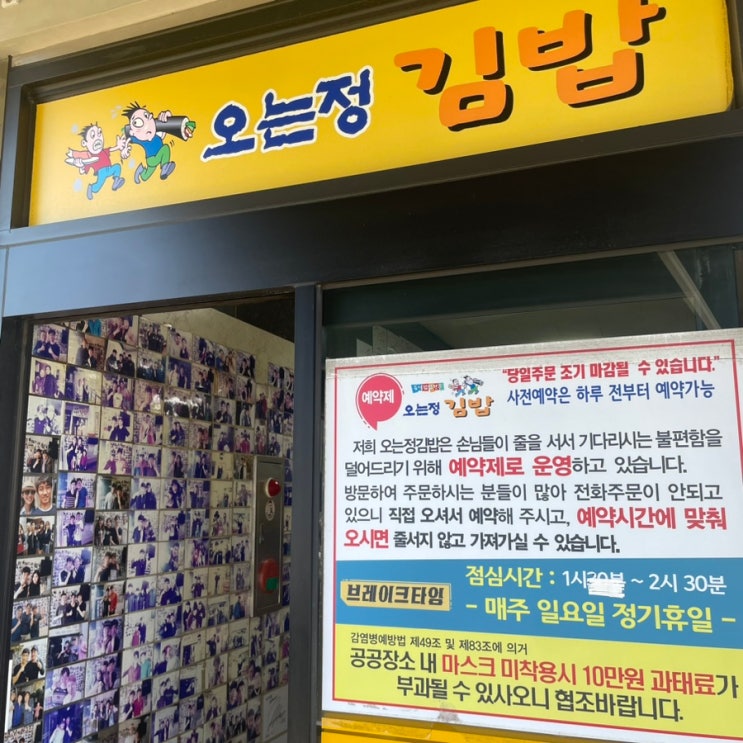 오는정 김밥
예약제
오는정 김밥
"당일주문 조기 마감될 수 있습니다."
사전예약은 하루 전부터 예약가능
저희 오는정김밥은 손님들이 줄을 서서 기다리시는 불편함을
덜어드리기 위해 예약제로 운영하고 있습니다.
방문하여 주문하시는 분들이 많아 전화주문이 안되고
있으니 직접 오셔서 예약해 주시고, 예약시간에 맞춰
오시면 줄서지 않고 가져가실 수 있습니다.
브레이크타임
점심시간 : 1시 ~ 2시 30분
- 매주 일요일 정기휴일 -
감염병예방법 제49조 및 제83조에 의거
공공장소 내 마스크 미착용시 10만원 과태료가
부과될 수 있사오니 협조바랍니다.